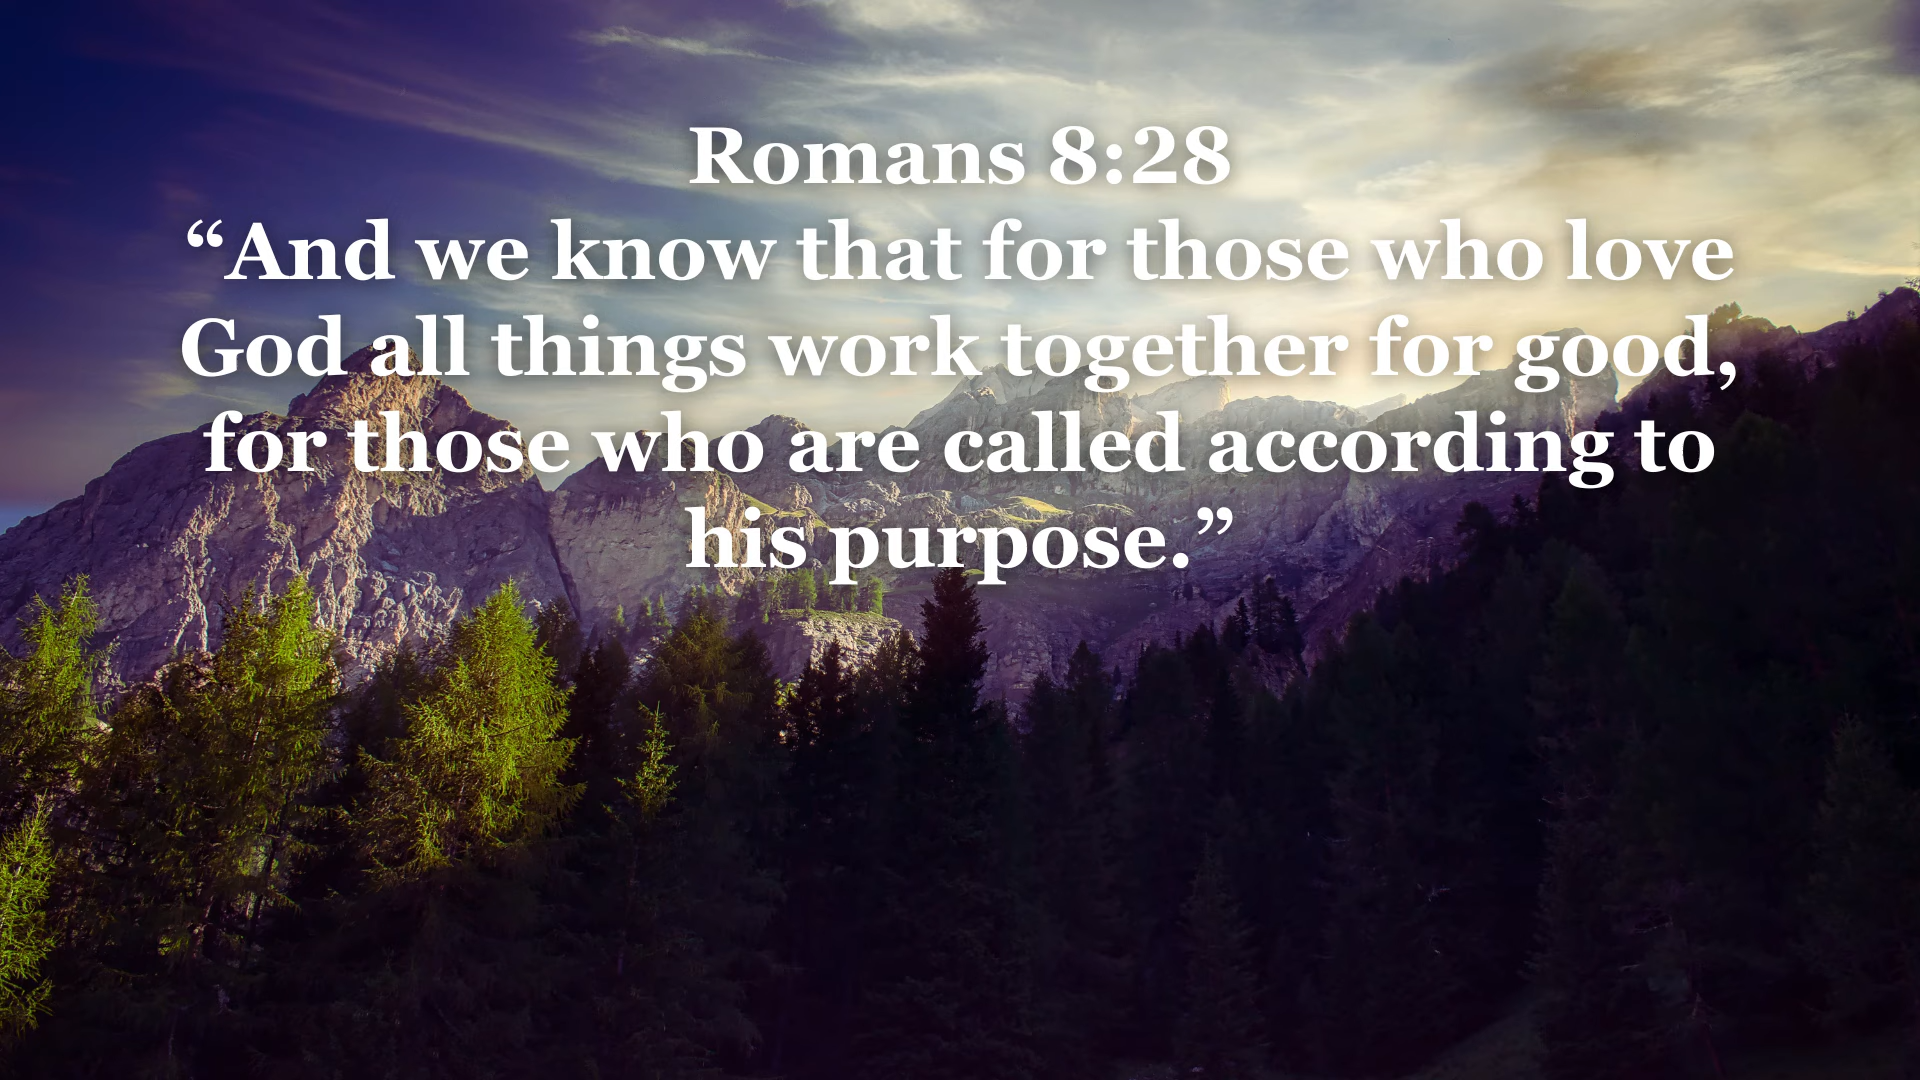 Romans 8:28
“And we know that for those who love
God all things work together for good,
for those who are called according to
his purpose.”